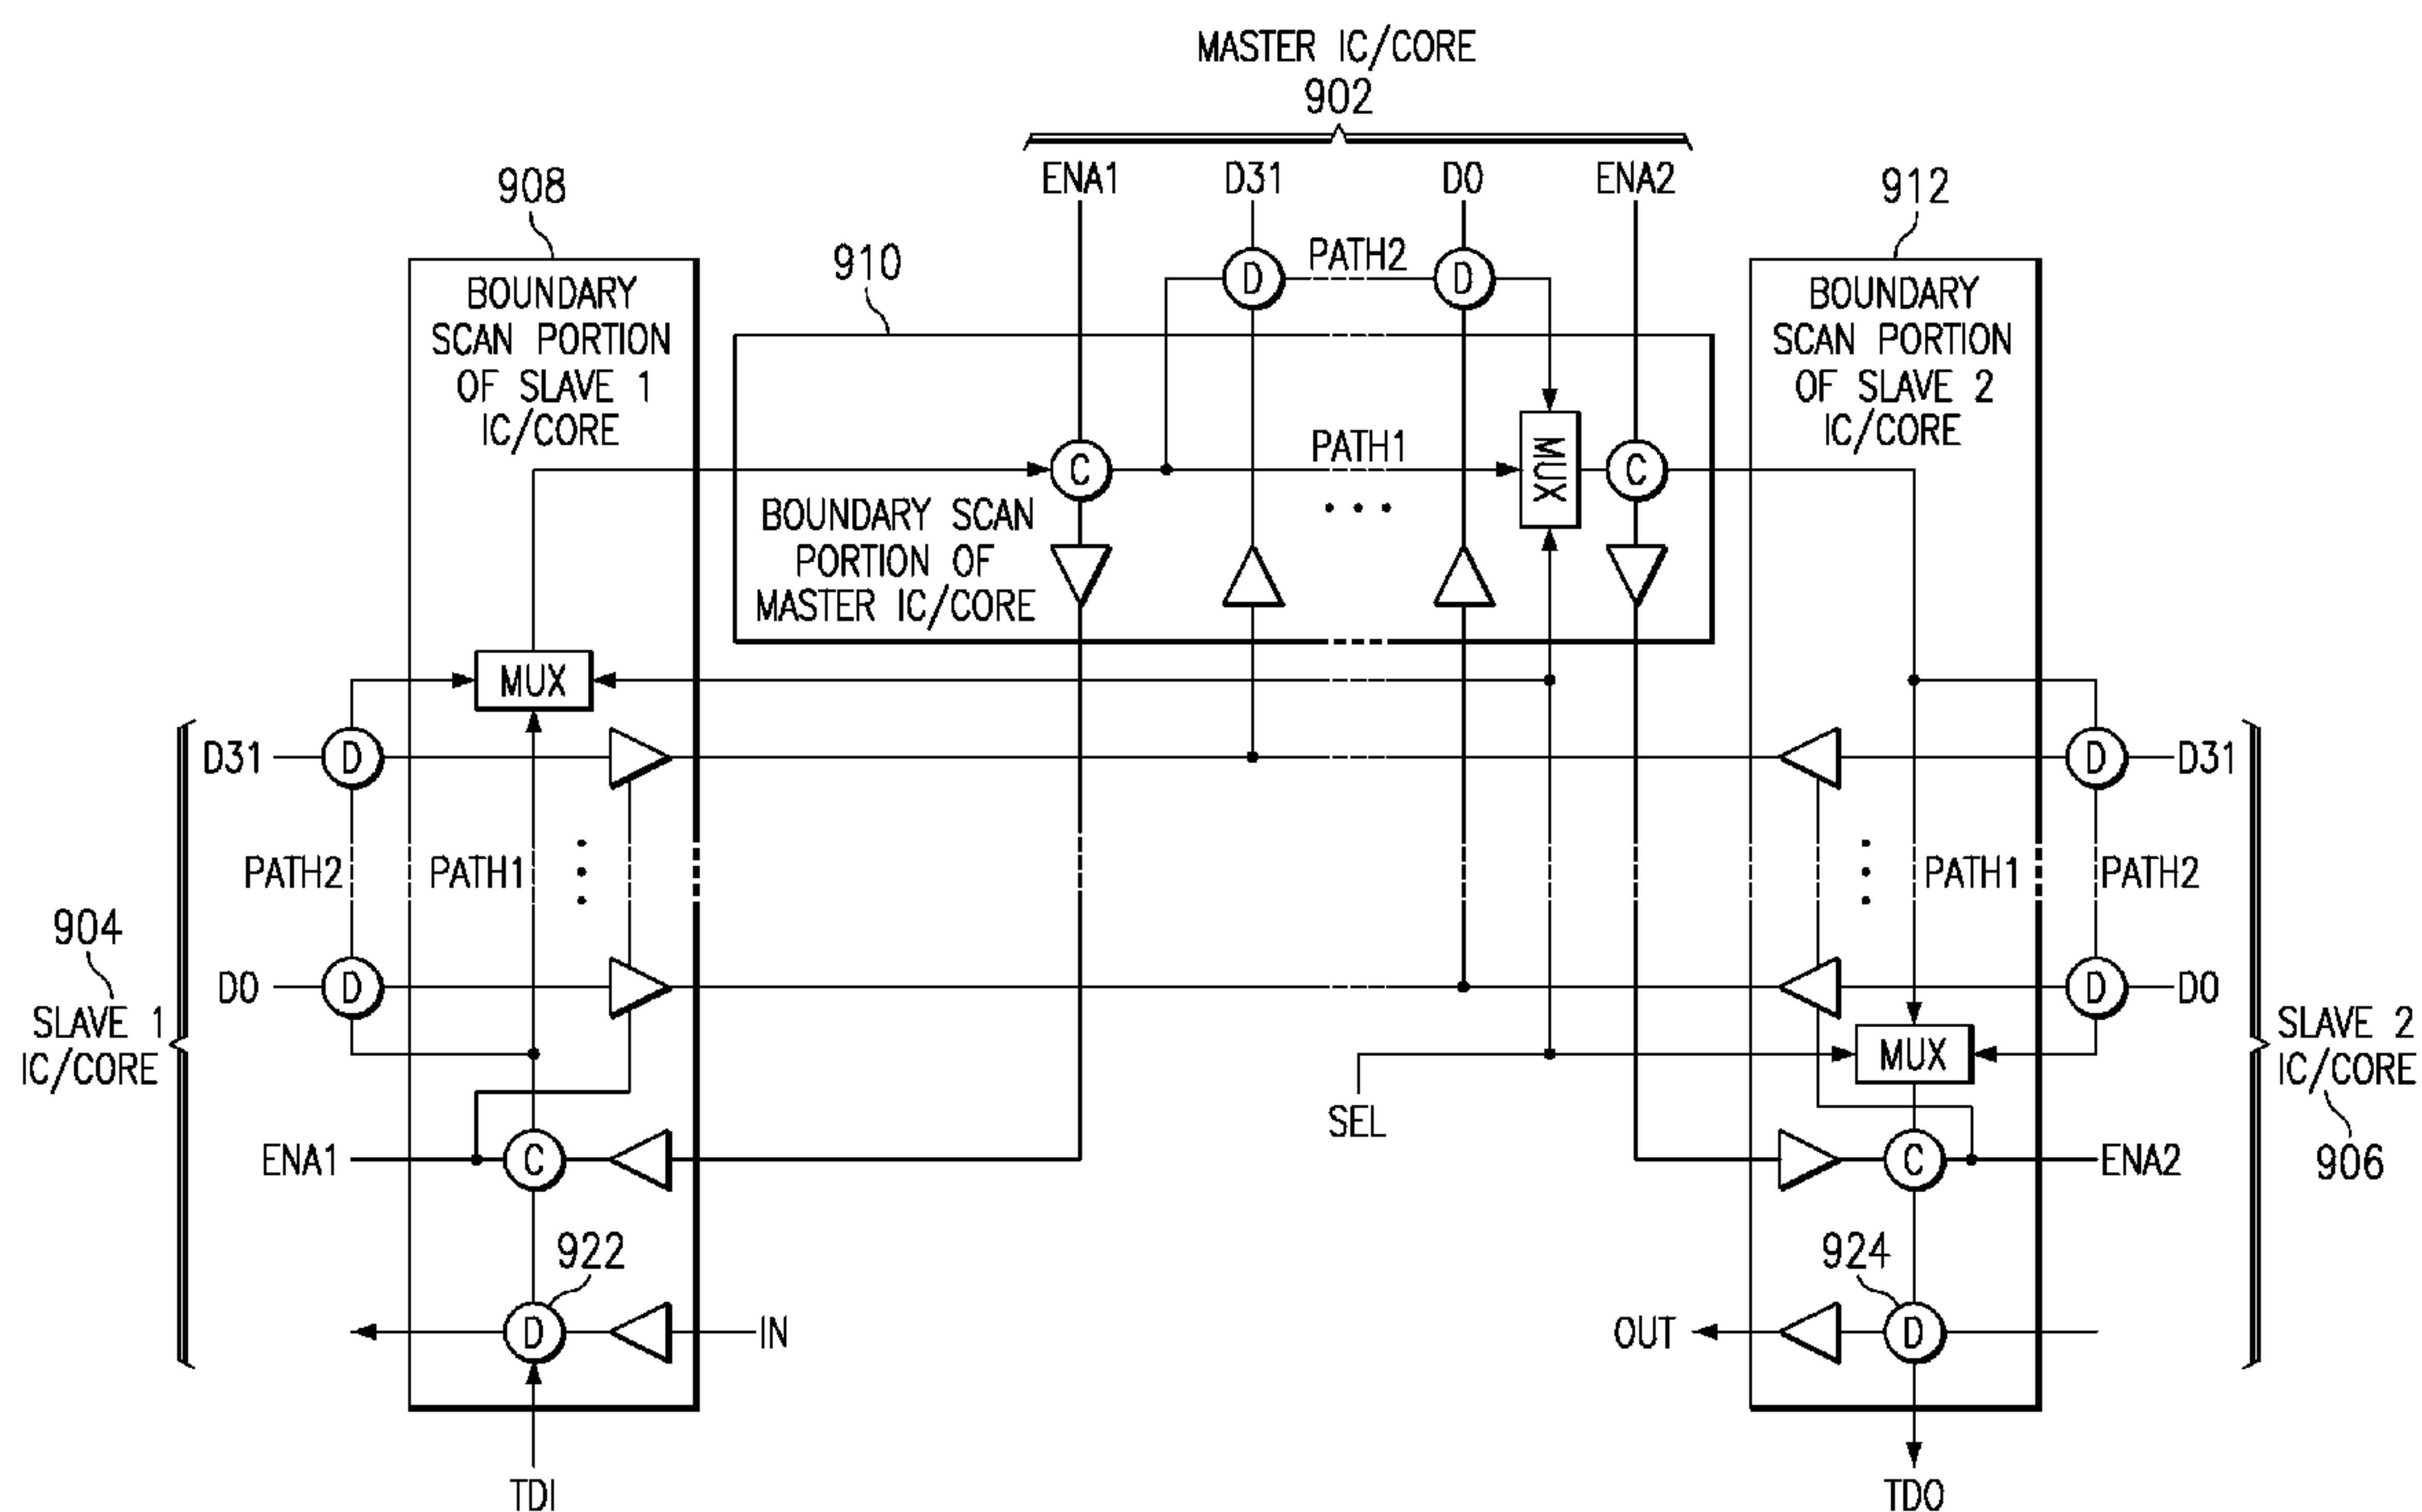 MASTER IC/CORE
902
ENA1 D31 D0 ENA2
908
912
910
PATH2
D D
BOUNDARY
SCAN PORTION
OF SLAVE 1
IC/CORE
BOUNDARY
SCAN PORTION
OF SLAVE 2
IC/CORE
C PATH1 MUX C
BOUNDARY SCAN
PORTION OF
MASTER IC/CORE
MUX
D31 D
D D31
PATH2 PATH1
PATH1 PATH2
904
SLAVE 1
IC/CORE
D0 D
D D0
SLAVE 2
IC/CORE
906
MUX
SEL
ENA1 C
C ENA2
922
D IN
924
OUT D
TDI
TDO